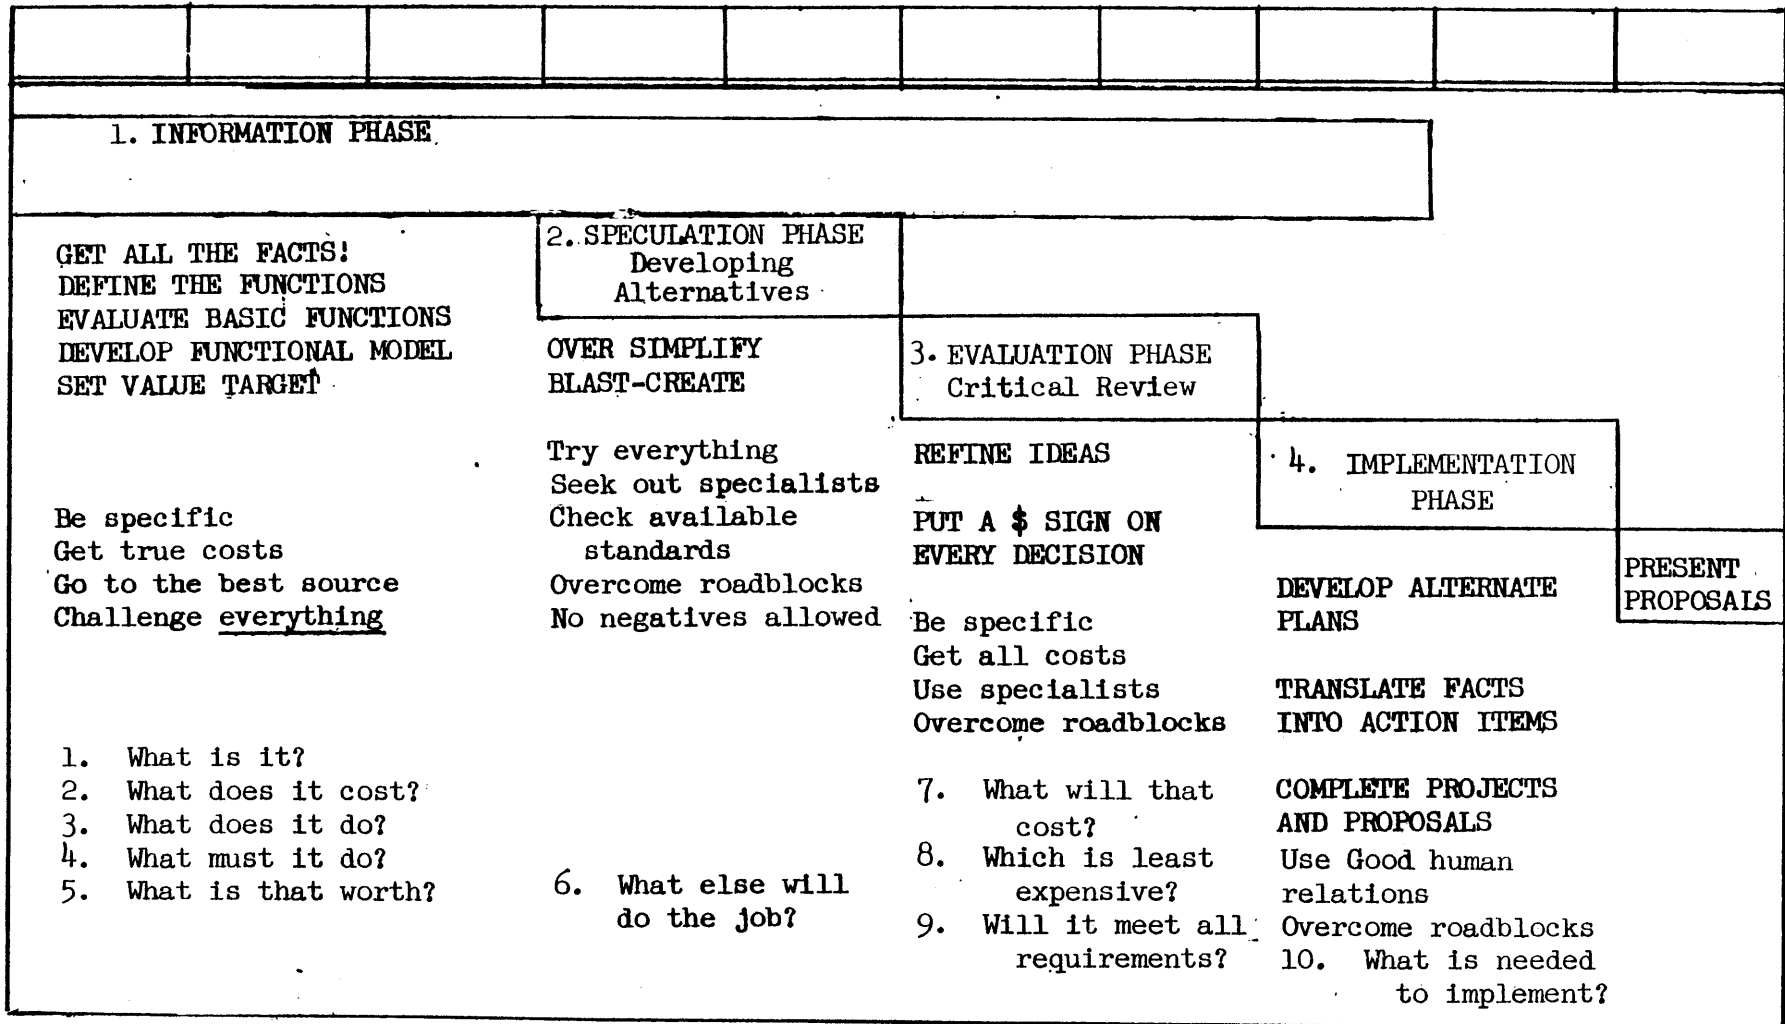 1. INFORMATION PHASE
GET ALL THE FACTS!
DEFINE THE FUNCTIONS
EVALUATE BASIC FUNCTIONS
DEVELOP FUNCTIONAL MODEL
SET VALUE TARGET
Be specific
Get true costs
Go to the best source
Challenge everything
1. What is it?
2. What does it cost?
3. What does it do?
4. What must it do?
5. What is that worth?
2. SPECULATION PHASE
Developing
Alternatives
OVER SIMPLIFY
BLAST-CREATE
Try everything
Seek out specialists
Check available
standards
Overcome roadblocks
No negatives allowed
6. What else will
do the job?
3. EVALUATION PHASE
Critical Review
REFINE IDEAS
PUT A $ SIGN ON
EVERY DECISION
Be specific
Get all costs
Use specialists
Overcome roadblocks
7. What will that
cost?
8. Which is least
expensive?
9. Will it meet all
requirements?
4. IMPLEMENTATION
PHASE
DEVELOP ALTERNATE
PLANS
TRANSLATE FACTS
INTO ACTION ITEMS
COMPLETE PROJECTS
AND PROPOSALS
Use Good human
relations
Overcome roadblocks
10. What is needed
to implement?
PRESENT
PROPOSALS